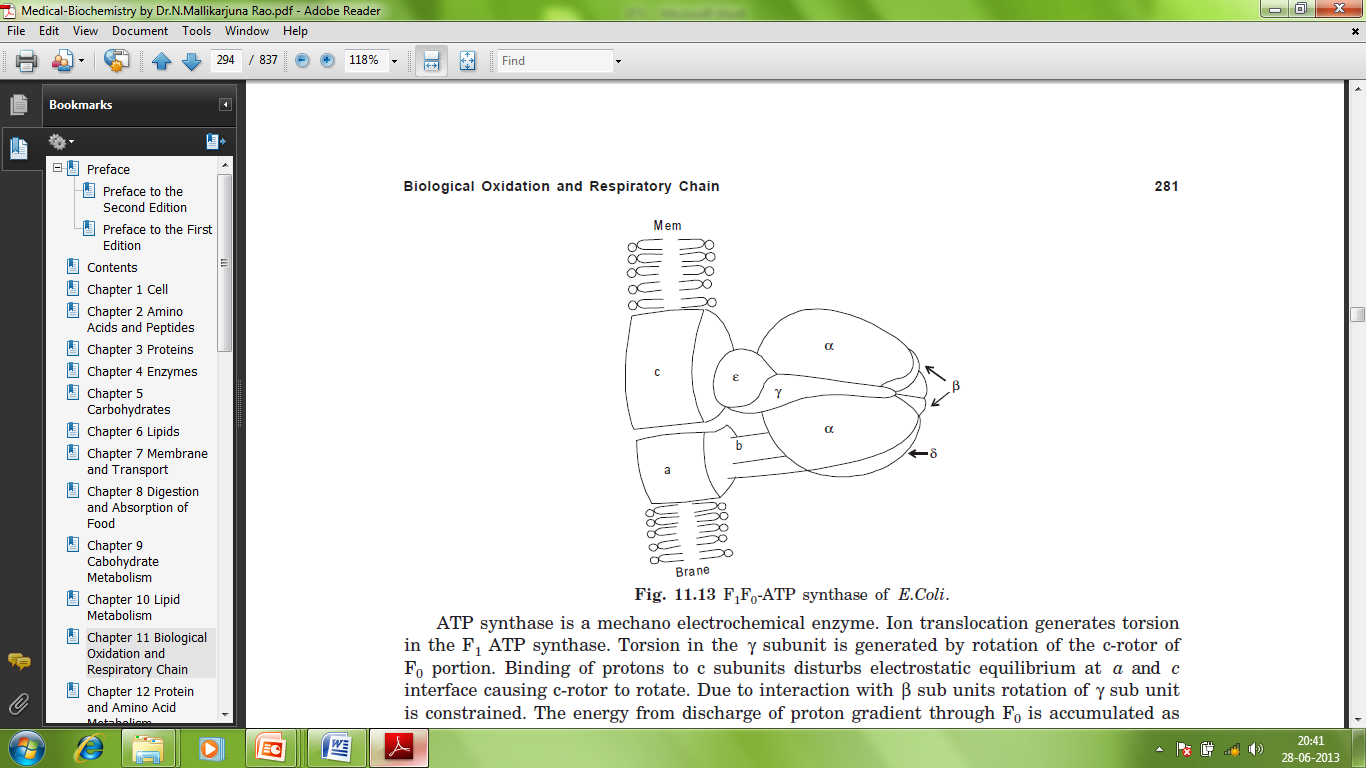 Medical-Biochemistry by Dr.N.Mallikarjuna Rao.pdf - Adobe Reader
File Edit View Document Tools Window Help
294 / 837 118% Find
Bookmarks
Preface
Preface to the
Second Edition
Preface to the First
Edition
Contents
Chapter 1 Cell
Chapter 2 Amino
Acids and Peptides
Chapter 3 Proteins
Chapter 4 Enzymes
Chapter 5
Carbohydrates
Chapter 6 Lipids
Chapter 7 Membrane
and Transport
Chapter 8 Digestion
and Absorption of
Food
Chapter 9
Cabohydrate
Metabolism
Chapter 10 Lipid
Metabolism
Chapter 11 Biological
Oxidation and
Respiratory Chain
Chapter 12 Protein
and Amino Acid
Metabolism
Biological Oxidation and Respiratory Chain 281
Mem
α
c
ε
γ
β
α
b
a
δ
Brane
Fig. 11.13 F₁F₀-ATP synthase of E.Coli.
ATP synthase is a mechano electrochemical enzyme. Ion translocation generates torsion
in the F₁ ATP synthase. Torsion in the γ subunit is generated by rotation of the c-rotor of
F₀ portion. Binding of protons to c subunits disturbs electrostatic equilibrium at a and c
interface causing c-rotor to rotate. Due to interaction with β sub units rotation of γ sub unit
is constrained. The energy from discharge of proton gradient through F₀ is accumulated as
20:41
28-06-2013